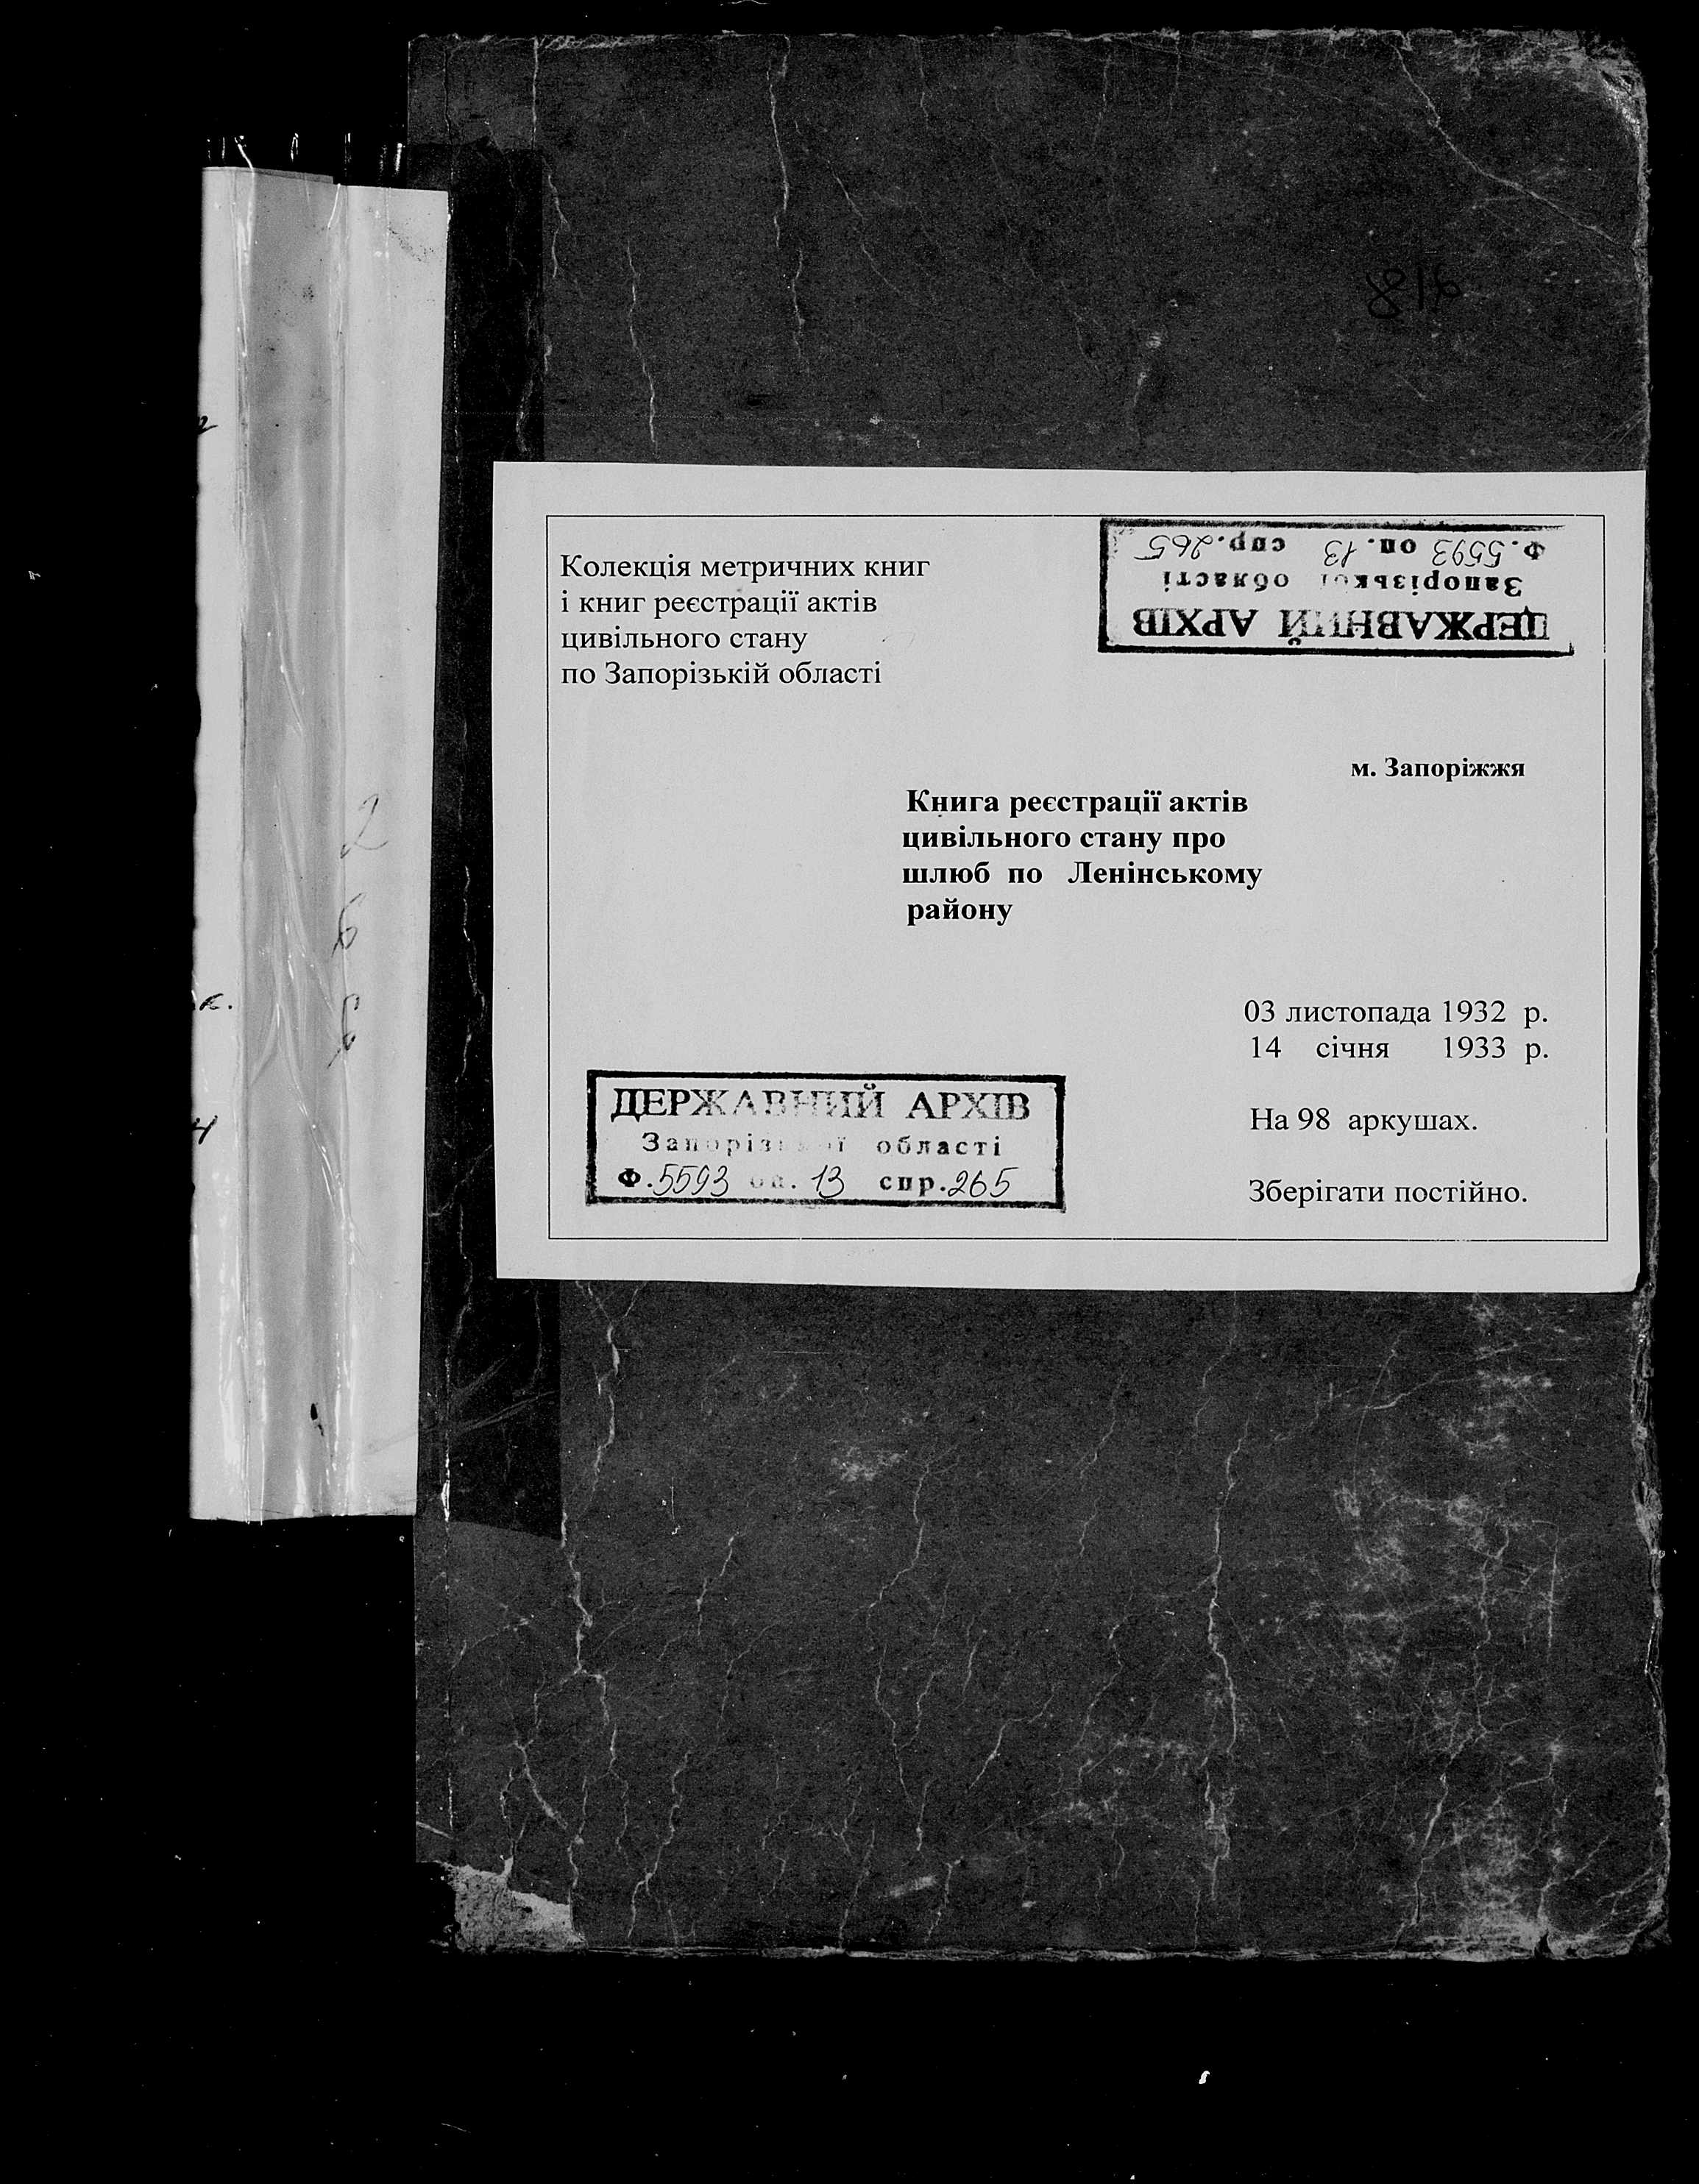 Колекція метричних книг
і книг реєстрації актів
цивільного стану
по Запорізькій області
ДЕРЖАВНИЙ АРХІВ
Запорізької області
Ф.5593 оп.13 спр.265
м. Запоріжжя
Книга реєстрації актів
цивільного стану про
шлюб по Ленінському
району
03 листопада 1932 р.
14 січня 1933 р.
На 98 аркушах.
Зберігати постійно.
ДЕРЖАВНИЙ АРХІВ
Запорізької області
Ф.5593 оп. 13 спр.265